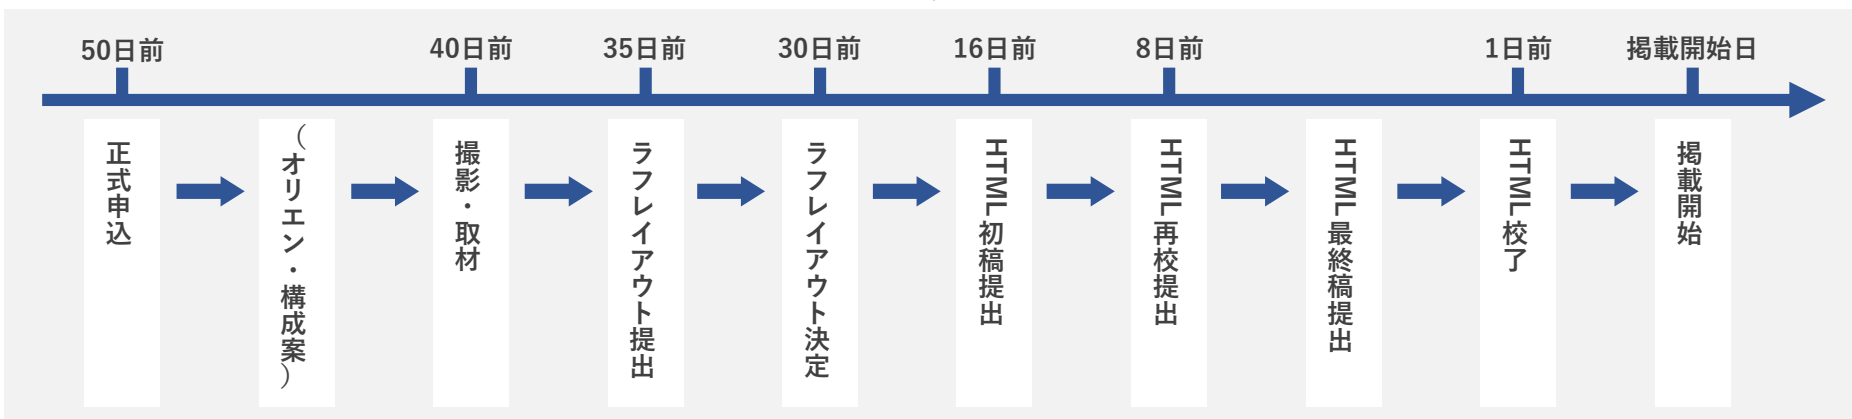 50日前
40日前
35日前
30日前
16日前
8日前
1日前
掲載開始日
正式申込
（オリエン・構成案）
撮影・取材
ラフレイアウト提出
ラフレイアウト決定
HTML初稿提出
HTML再校提出
HTML最終稿提出
HTML校了
掲載開始